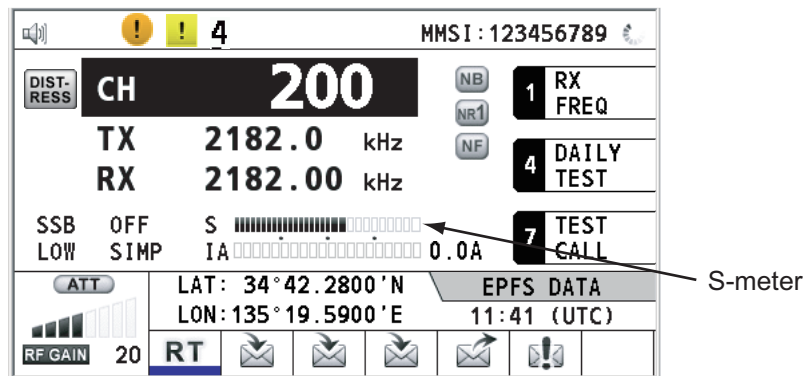 ! ! 4 MMSI:123456789
DIST-RESS CH 200 NB 1 RX FREQ
NR1
TX 2182.0 kHz NF 4 DAILY TEST
RX 2182.00 kHz
SSB OFF S 7 TEST CALL
LOW SIMP IA 0.0A
S-meter
ATT LAT: 34°42.2800'N EPFS DATA
LON:135°19.5900'E 11:41 (UTC)
RF GAIN 20 RT !